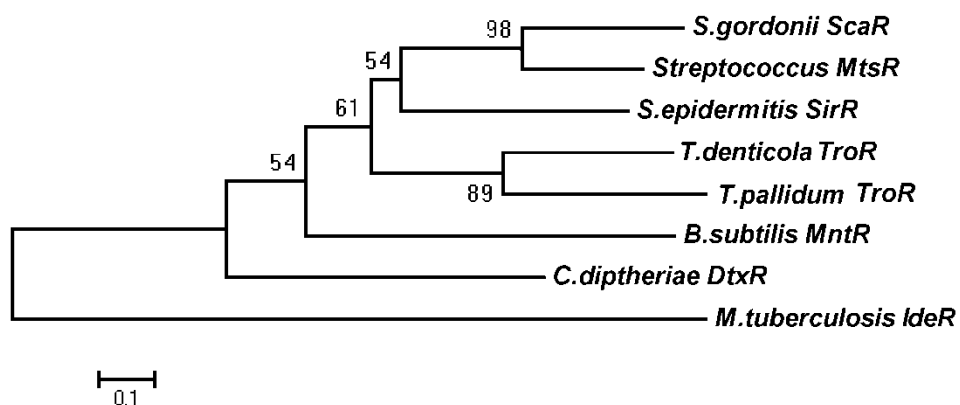 98
S.gordonii ScaR
54
Streptococcus MtsR
61
S.epidermitis SirR
54
T.denticola TroR
89
T.pallidum TroR
B.subtilis MntR
C.diptheriae DtxR
M.tuberculosis IdeR
0.1